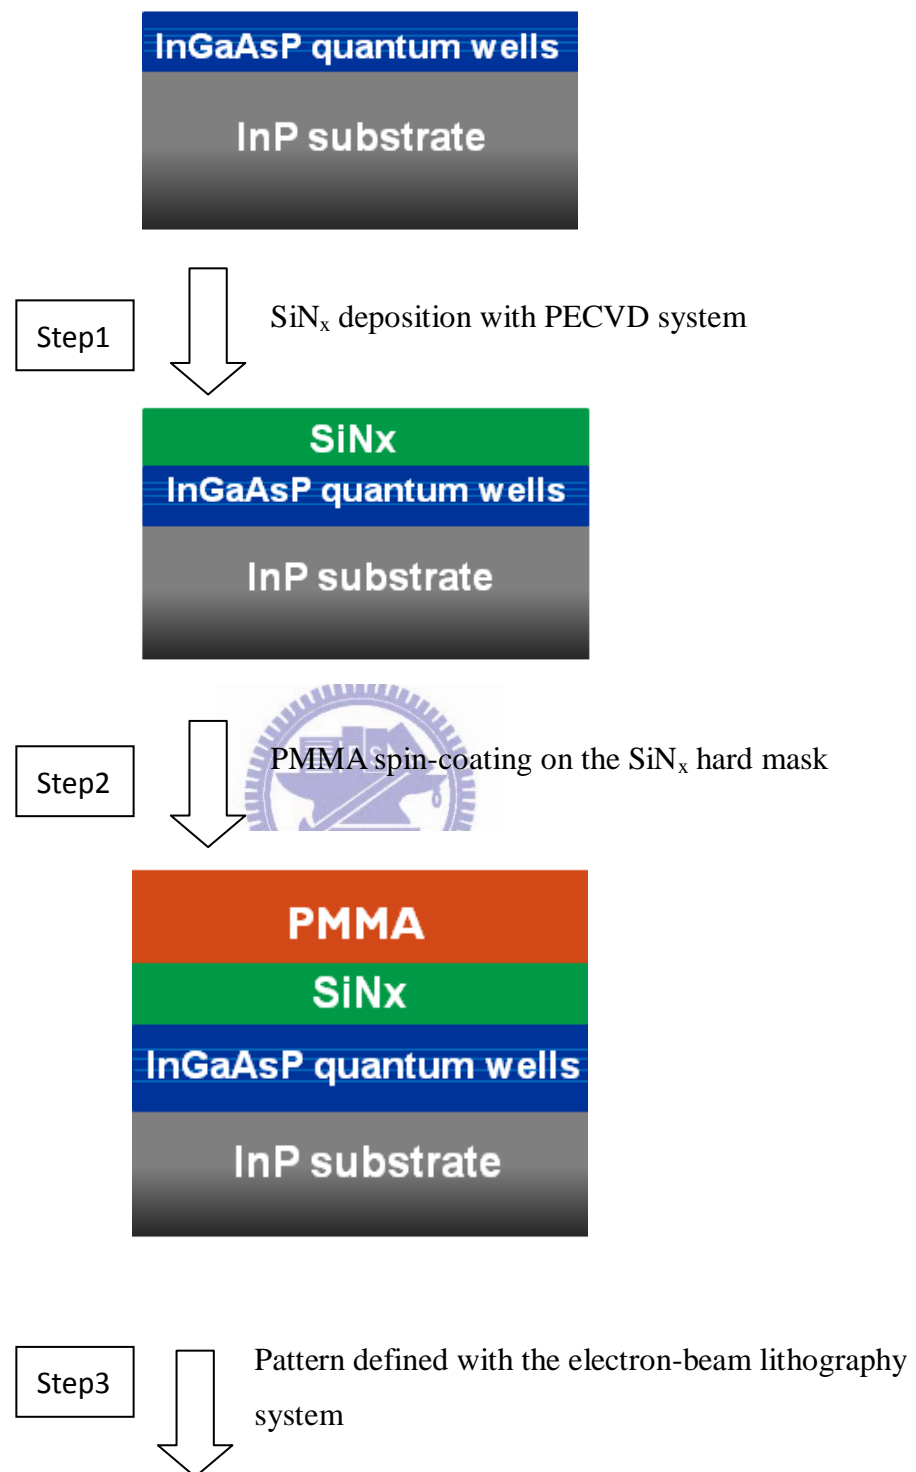 InGaAsP quantum wells
InP substrate
Step1
SiNₓ deposition with PECVD system
SiNx
InGaAsP quantum wells
InP substrate
Step2
PMMA spin-coating on the SiNₓ hard mask
PMMA
SiNx
InGaAsP quantum wells
InP substrate
Step3
Pattern defined with the electron-beam lithography
system